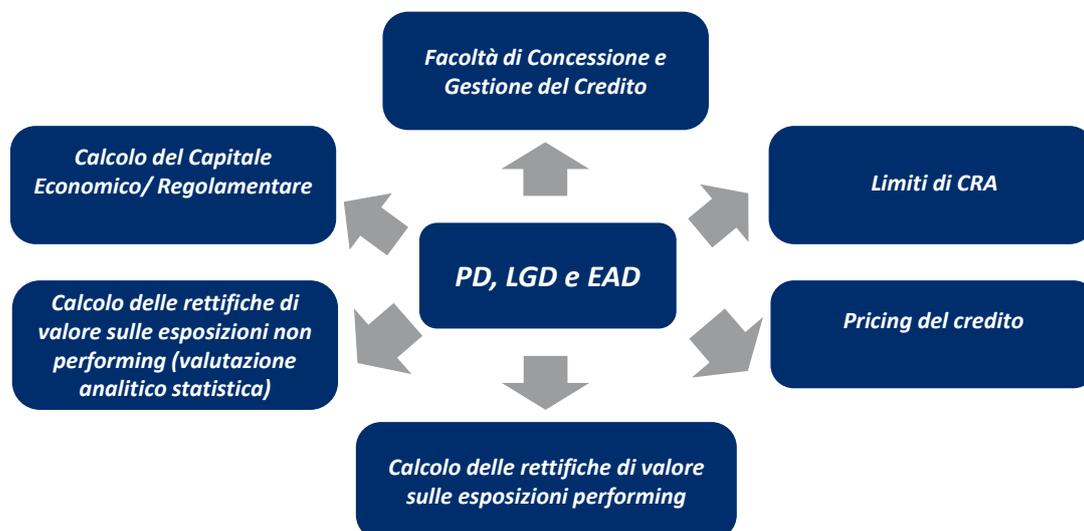 Facoltà di Concessione e
Gestione del Credito
Calcolo del Capitale
Economico/ Regolamentare
Limiti di CRA
PD, LGD e EAD
Calcolo delle rettifiche di
valore sulle esposizioni non
performing (valutazione
analitico statistica)
Pricing del credito
Calcolo delle rettifiche di valore
sulle esposizioni performing